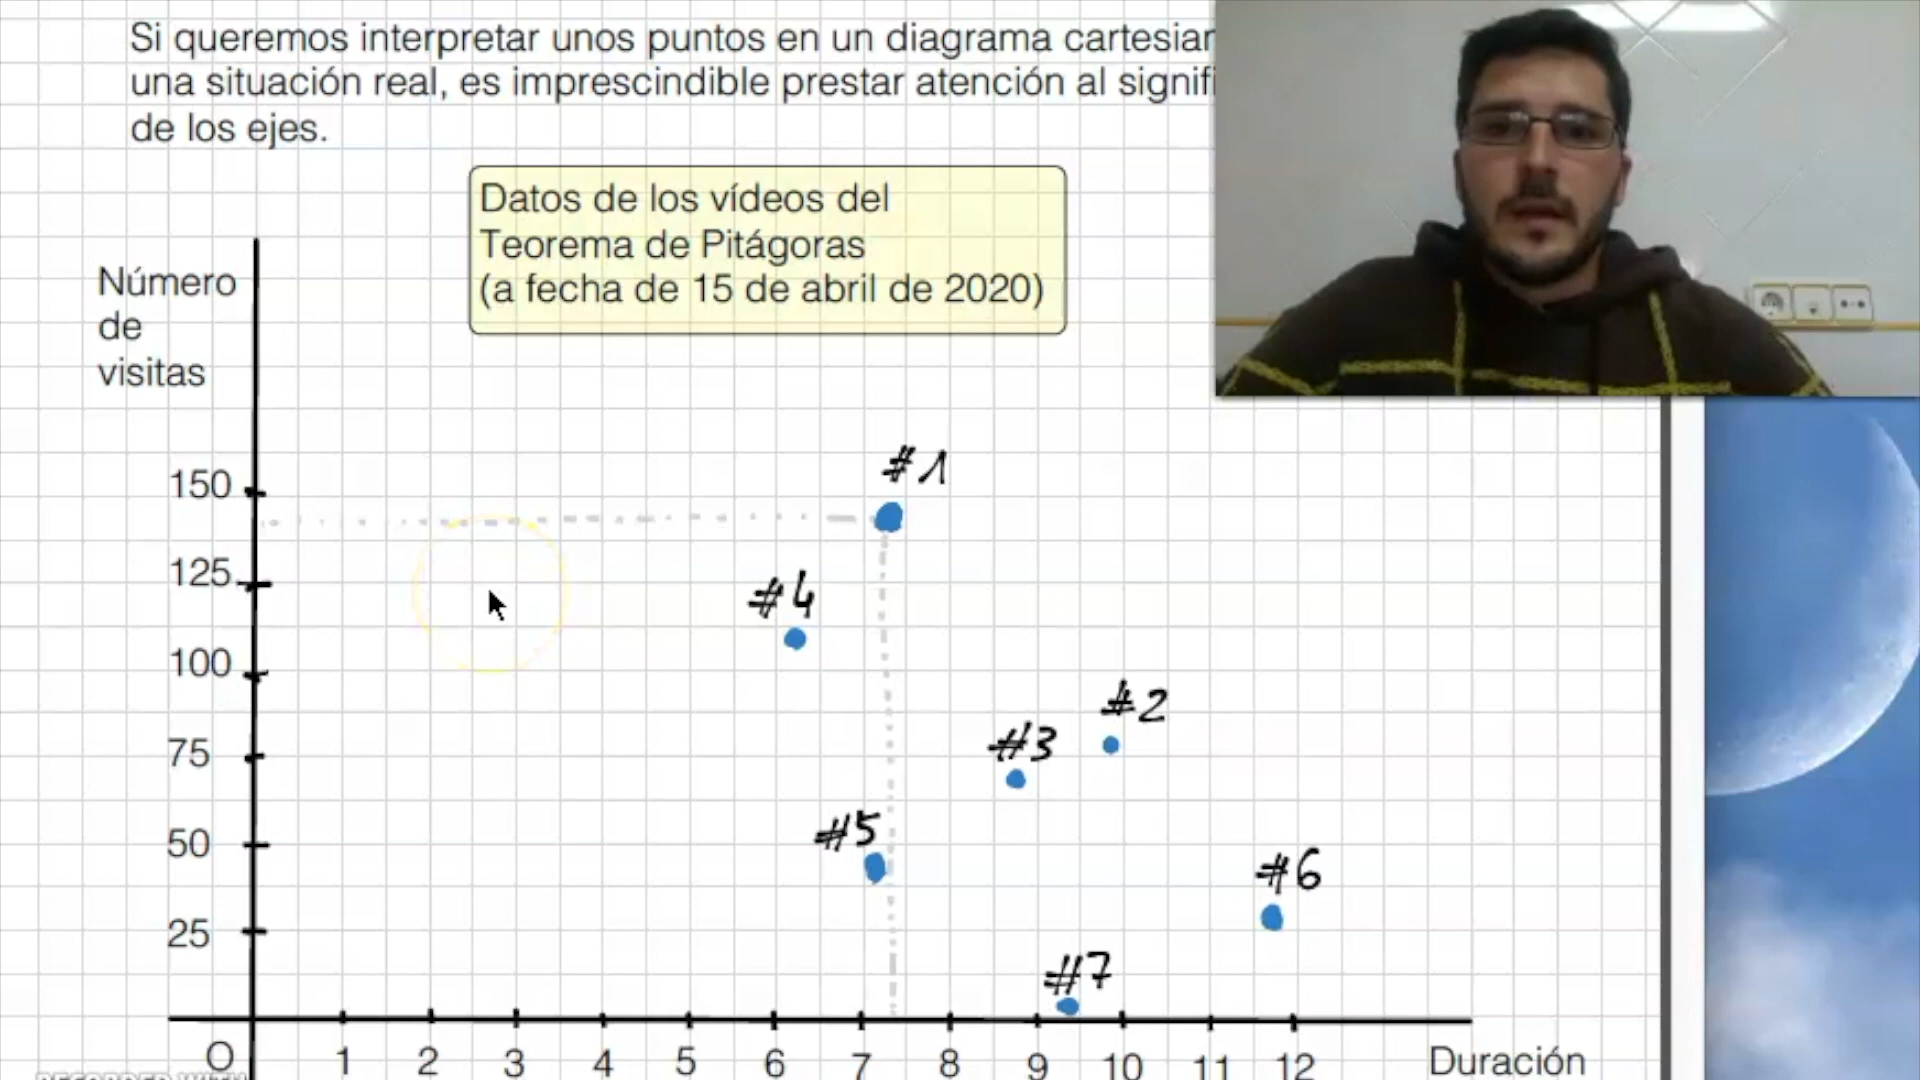 Si queremos interpretar unos puntos en un diagrama
una situación real, es imprescindible prestar atención al
de los ejes.
Datos de los vídeos del
Teorema de Pitágoras
(a fecha de 15 de abril de 2020)
Número
de
visitas
150
125
100
75
50
25
#1
#4
#2
#3
#5
#6
#7
O 1 2 3 4 5 6 7 8 9 10 11 12 Duración
RECORDED WITH